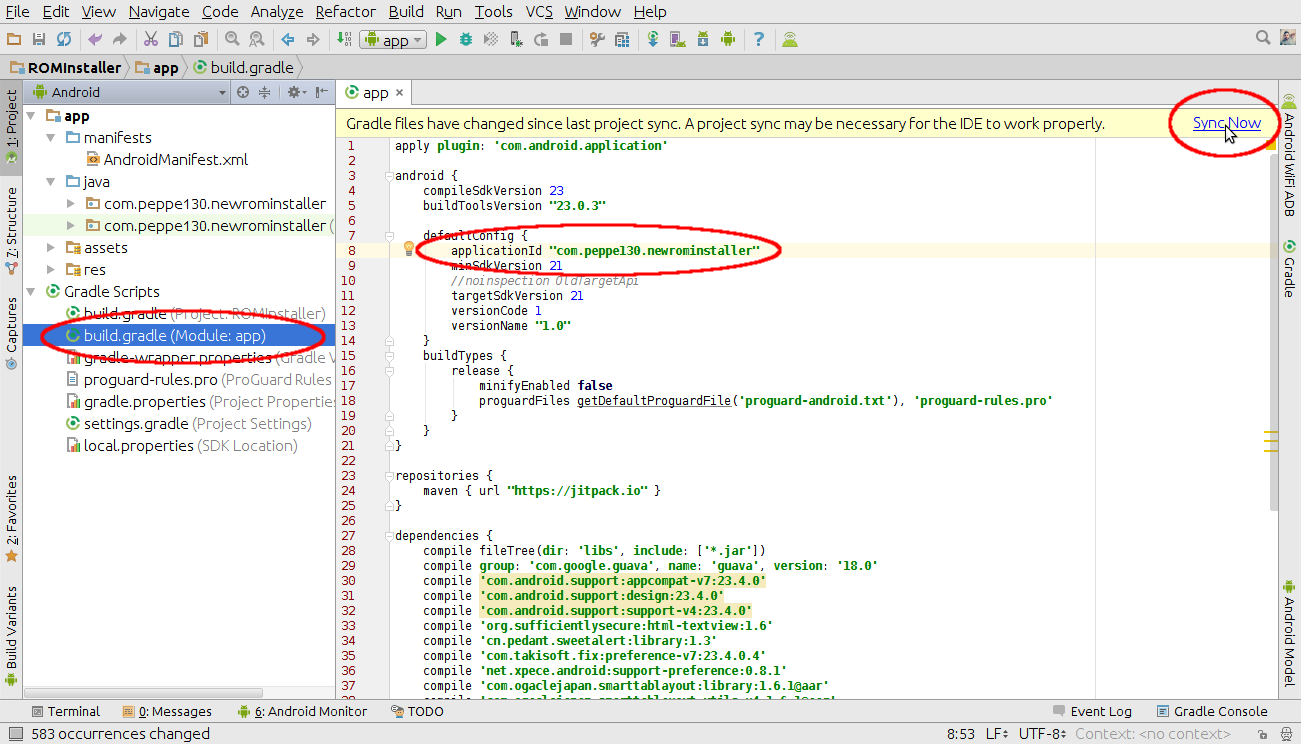 File Edit View Navigate Code Analyze Refactor Build Run Tools VCS Window Help
app
ROMInstaller app build.gradle
Android
app
1: Project
7: Structure
Captures
2: Favorites
Build Variants
app
manifests
AndroidManifest.xml
java
com.peppe130.newrominstaller
com.peppe130.newrominstaller (
assets
res
Gradle Scripts
build.gradle (Project: ROMInstaller)
build.gradle (Module: app)
gradle-wrapper.properties (Gradle V
proguard-rules.pro (ProGuard Rules
gradle.properties (Project Properties
settings.gradle (Project Settings)
local.properties (SDK Location)
Gradle files have changed since last project sync. A project sync may be necessary for the IDE to work properly. Sync Now
1 apply plugin: 'com.android.application'
2
3 android {
4 compileSdkVersion 23
5 buildToolsVersion "23.0.3"
6
7 defaultConfig {
8 applicationId "com.peppe130.newrominstaller"
9 minSdkVersion 21
10 //noinspection OldTargetApi
11 targetSdkVersion 21
12 versionCode 1
13 versionName "1.0"
14 }
15 buildTypes {
16 release {
17 minifyEnabled false
18 proguardFiles getDefaultProguardFile('proguard-android.txt'), 'proguard-rules.pro'
19 }
20 }
21 }
22
23 repositories {
24 maven { url "https://jitpack.io" }
25 }
26
27 dependencies {
28 compile fileTree(dir: 'libs', include: ['*.jar'])
29 compile group: 'com.google.guava', name: 'guava', version: '18.0'
30 compile 'com.android.support:appcompat-v7:23.4.0'
31 compile 'com.android.support:design:23.4.0'
32 compile 'com.android.support:support-v4:23.4.0'
33 compile 'org.sufficientlysecure:html-textview:1.6'
34 compile 'cn.pedant.sweetalert:library:1.3'
35 compile 'com.takisoft.fix:preference-v7:23.4.0.4'
36 compile 'net.xpece.android:support-preference:0.8.1'
37 compile 'com.ogaclejapan.smarttablayout:library:1.6.1@aar'
Android WiFi ADB
Gradle
Android Model
Terminal 0: Messages 6: Android Monitor TODO Event Log Gradle Console
583 occurrences changed 8:53 LF UTF-8 Context: <no context>